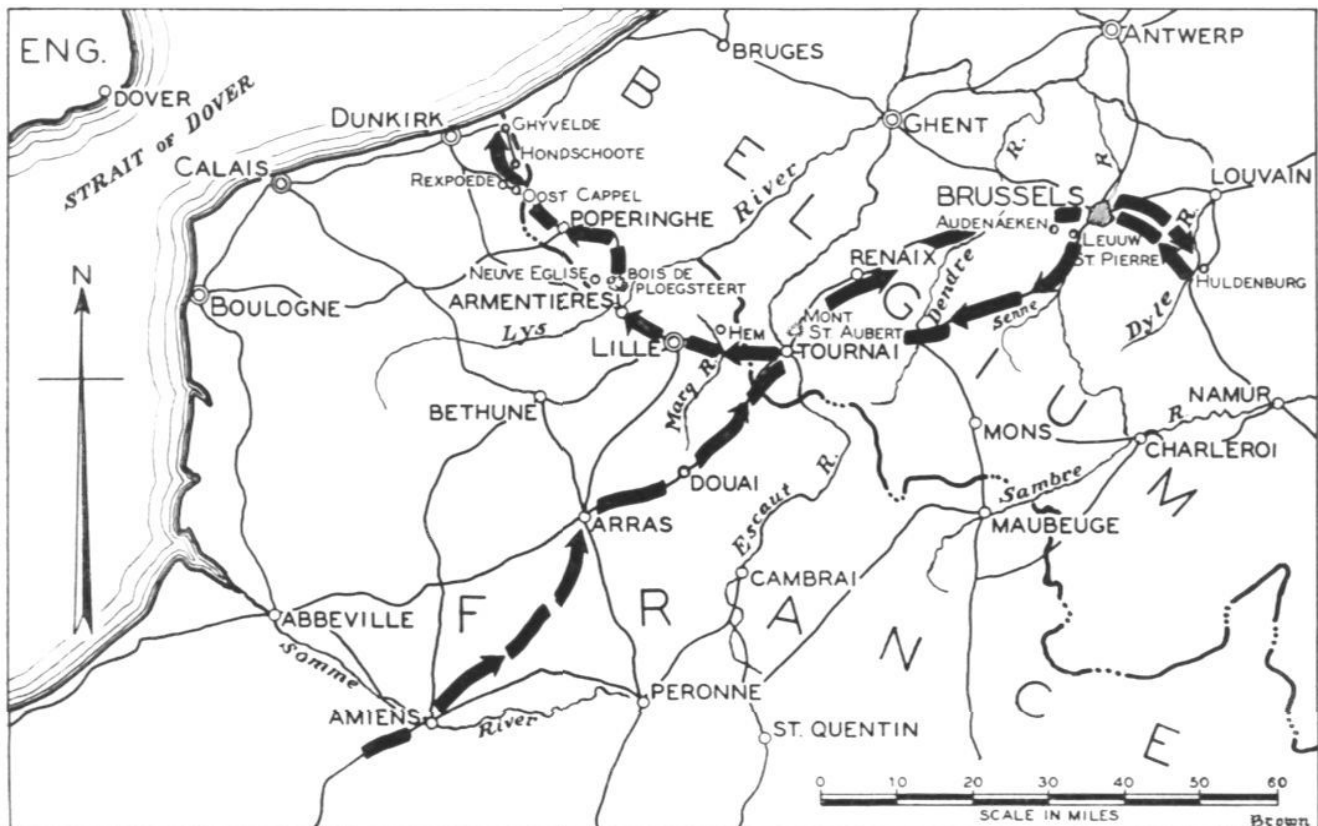 ENG.
DOVER
STRAIT OF DOVER
BRUGES
ANTWERP
DUNKIRK
GHYVELDE
GHENT
HONDSCHOOTE
CALAIS
REXPOEDE
OOST CAPPEL
River
R.
R
LOUVAIN
BRUSSELS
POPERINGHE
AUDENAEKEN
LEUUW
ST PIERRE
R.
N
NEUVE EGLISE
BOIS DE
PLOEGSTEERT
RENAIX
Dendre
HULDENBURG
BOULOGNE
ARMENTIERES
MONT
ST. AUBERT
Senne
Dyle
Lys
HEM
LILLE
TOURNAI
BELGIUM
Marq R.
BETHUNE
NAMUR
R.
MONS
CHARLEROI
DOUAI
Escaut R.
Sambre
ARRAS
MAUBEUGE
CAMBRAI
ABBEVILLE
FRANCE
Somme
River
PERONNE
AMIENS
ST. QUENTIN
0 10 20 30 40 50 60
SCALE IN MILES
Brown